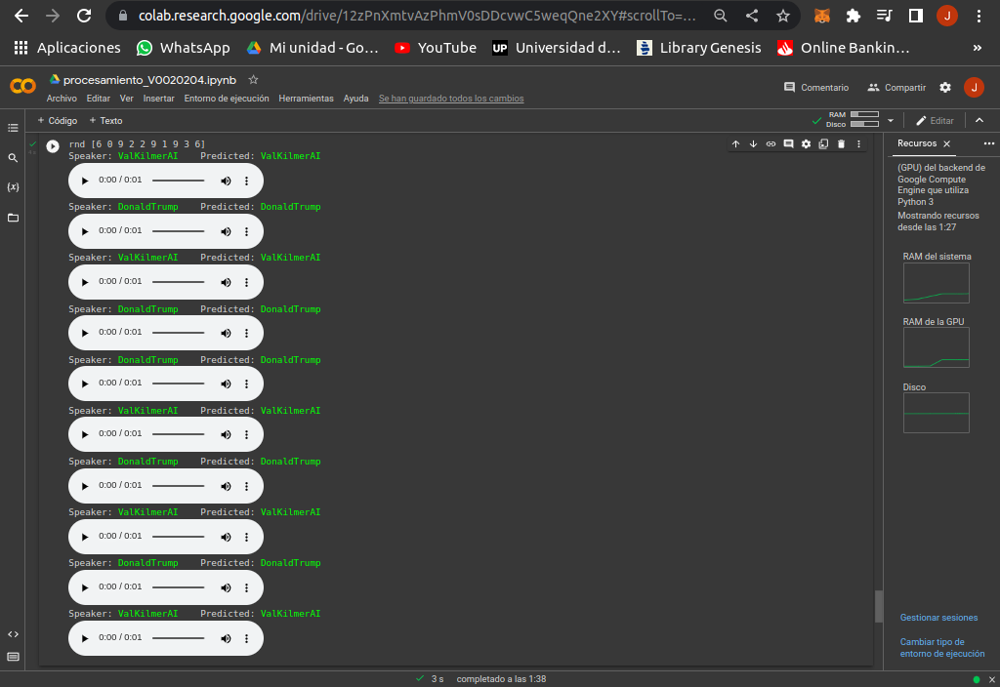 colab.research.google.com/drive/12zPnXmtvAzPhmV0sDDcvwC5weqQne2XY#scrollTo=...
J
Aplicaciones
WhatsApp
Mi unidad - Go...
YouTube
UP Universidad d...
Library Genesis
Online Bankin...
»
procesamiento_V0020204.ipynb
Archivo Editar Ver Insertar Entorno de ejecución Herramientas Ayuda Se han guardado todos los cambios
Comentario
Compartir
J
+ Código + Texto
RAM
Disco
Editar
rnd [6 0 9 2 2 9 1 9 3 6]
Speaker: ValKilmerAI Predicted: ValKilmerAI
0:00 / 0:01
Speaker: DonaldTrump Predicted: DonaldTrump
0:00 / 0:01
Speaker: ValKilmerAI Predicted: ValKilmerAI
0:00 / 0:01
Speaker: DonaldTrump Predicted: DonaldTrump
0:00 / 0:01
Speaker: DonaldTrump Predicted: DonaldTrump
0:00 / 0:01
Speaker: ValKilmerAI Predicted: ValKilmerAI
0:00 / 0:01
Speaker: DonaldTrump Predicted: DonaldTrump
0:00 / 0:01
Speaker: ValKilmerAI Predicted: ValKilmerAI
0:00 / 0:01
Speaker: DonaldTrump Predicted: DonaldTrump
0:00 / 0:01
Speaker: ValKilmerAI Predicted: ValKilmerAI
0:00 / 0:01
Recursos
(GPU) del backend de
Google Compute
Engine que utiliza
Python 3
Mostrando recursos
desde las 1:27
RAM del sistema
RAM de la GPU
Disco
Gestionar sesiones
Cambiar tipo de
entorno de ejecución
3 s completado a las 1:38